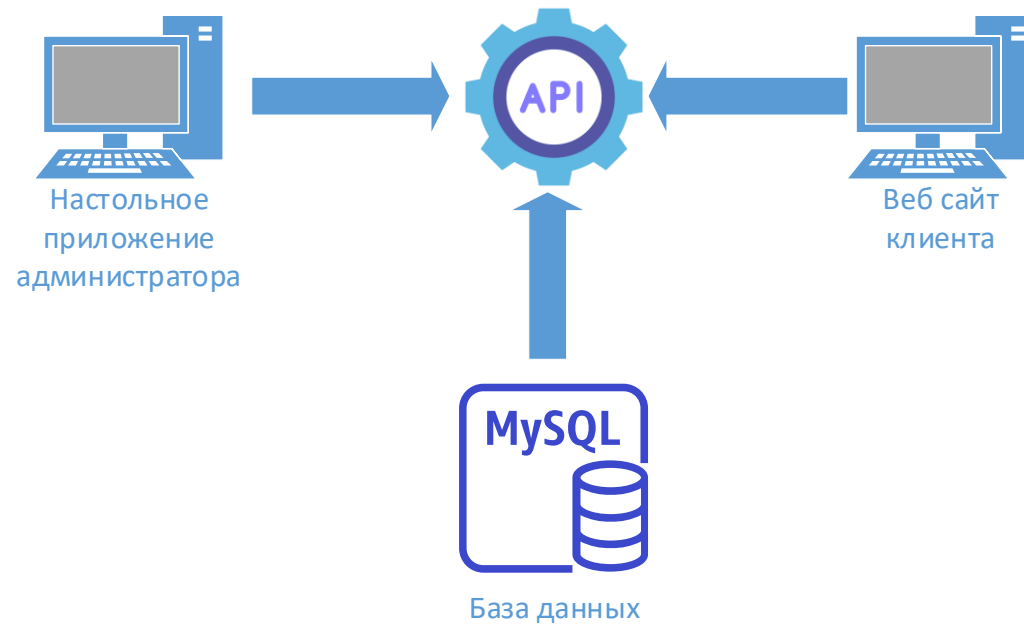 API
Настольное
приложение
администратора
Веб сайт
клиента
MySQL
База данных